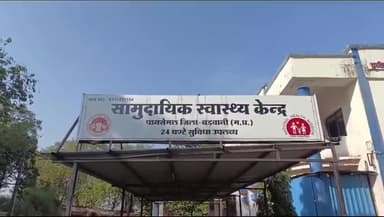 सामुदायिक स्वास्थ्य केन्द्र
पानसेमल जिला-बड़वानी (म.प्र.)
24 घण्टे सुविधा उपलब्ध